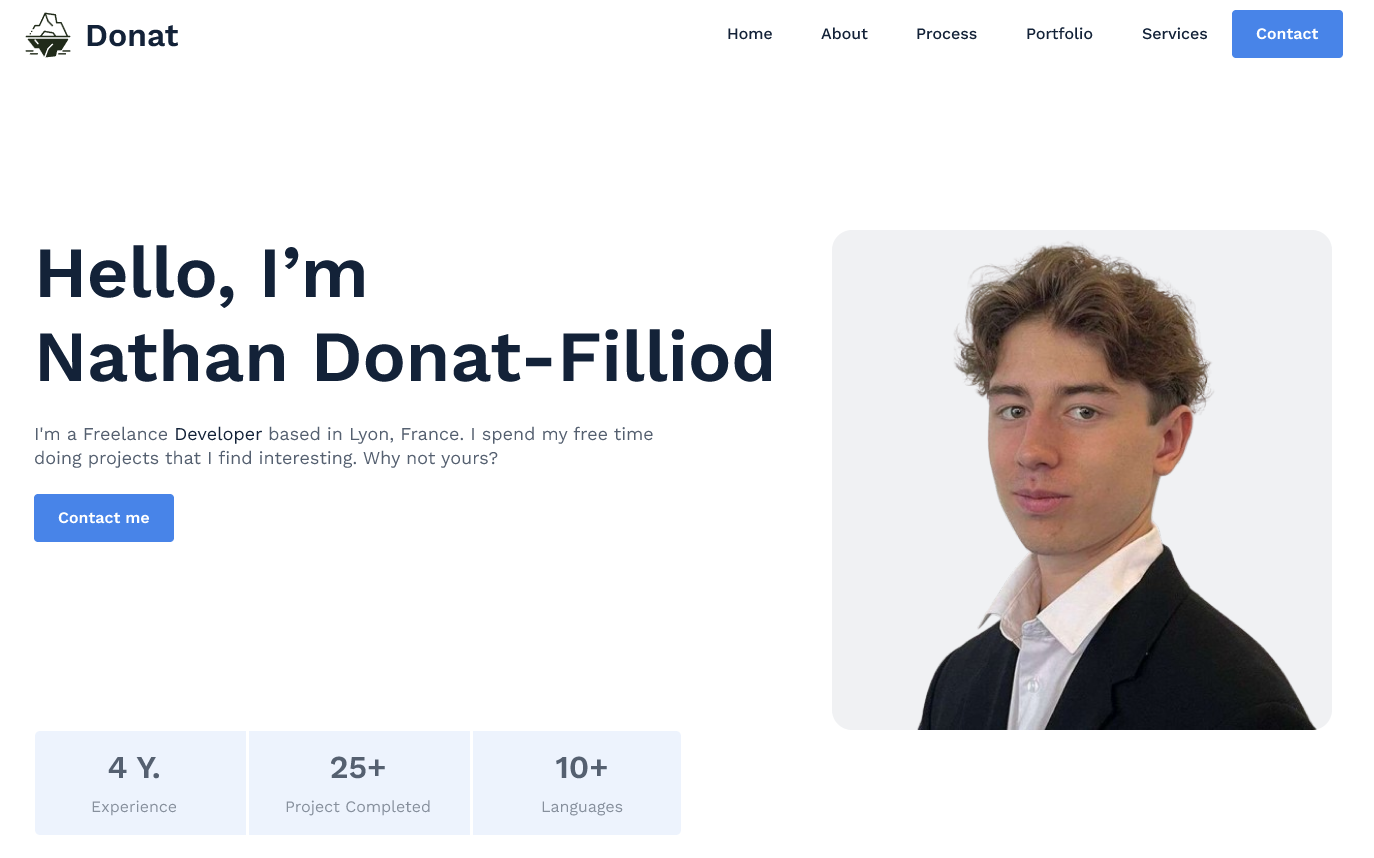 Donat
Home
About
Process
Portfolio
Services
Contact
Hello, I’m
Nathan Donat-Filliod
I'm a Freelance Developer based in Lyon, France. I spend my free time
doing projects that I find interesting. Why not yours?
Contact me
4 Y.
Experience
25+
Project Completed
10+
Languages